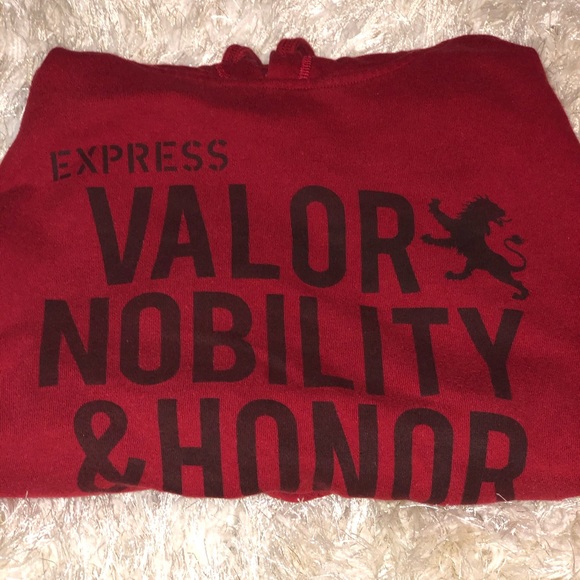 EXPRESS
VALOR
NOBILITY
& HONOR